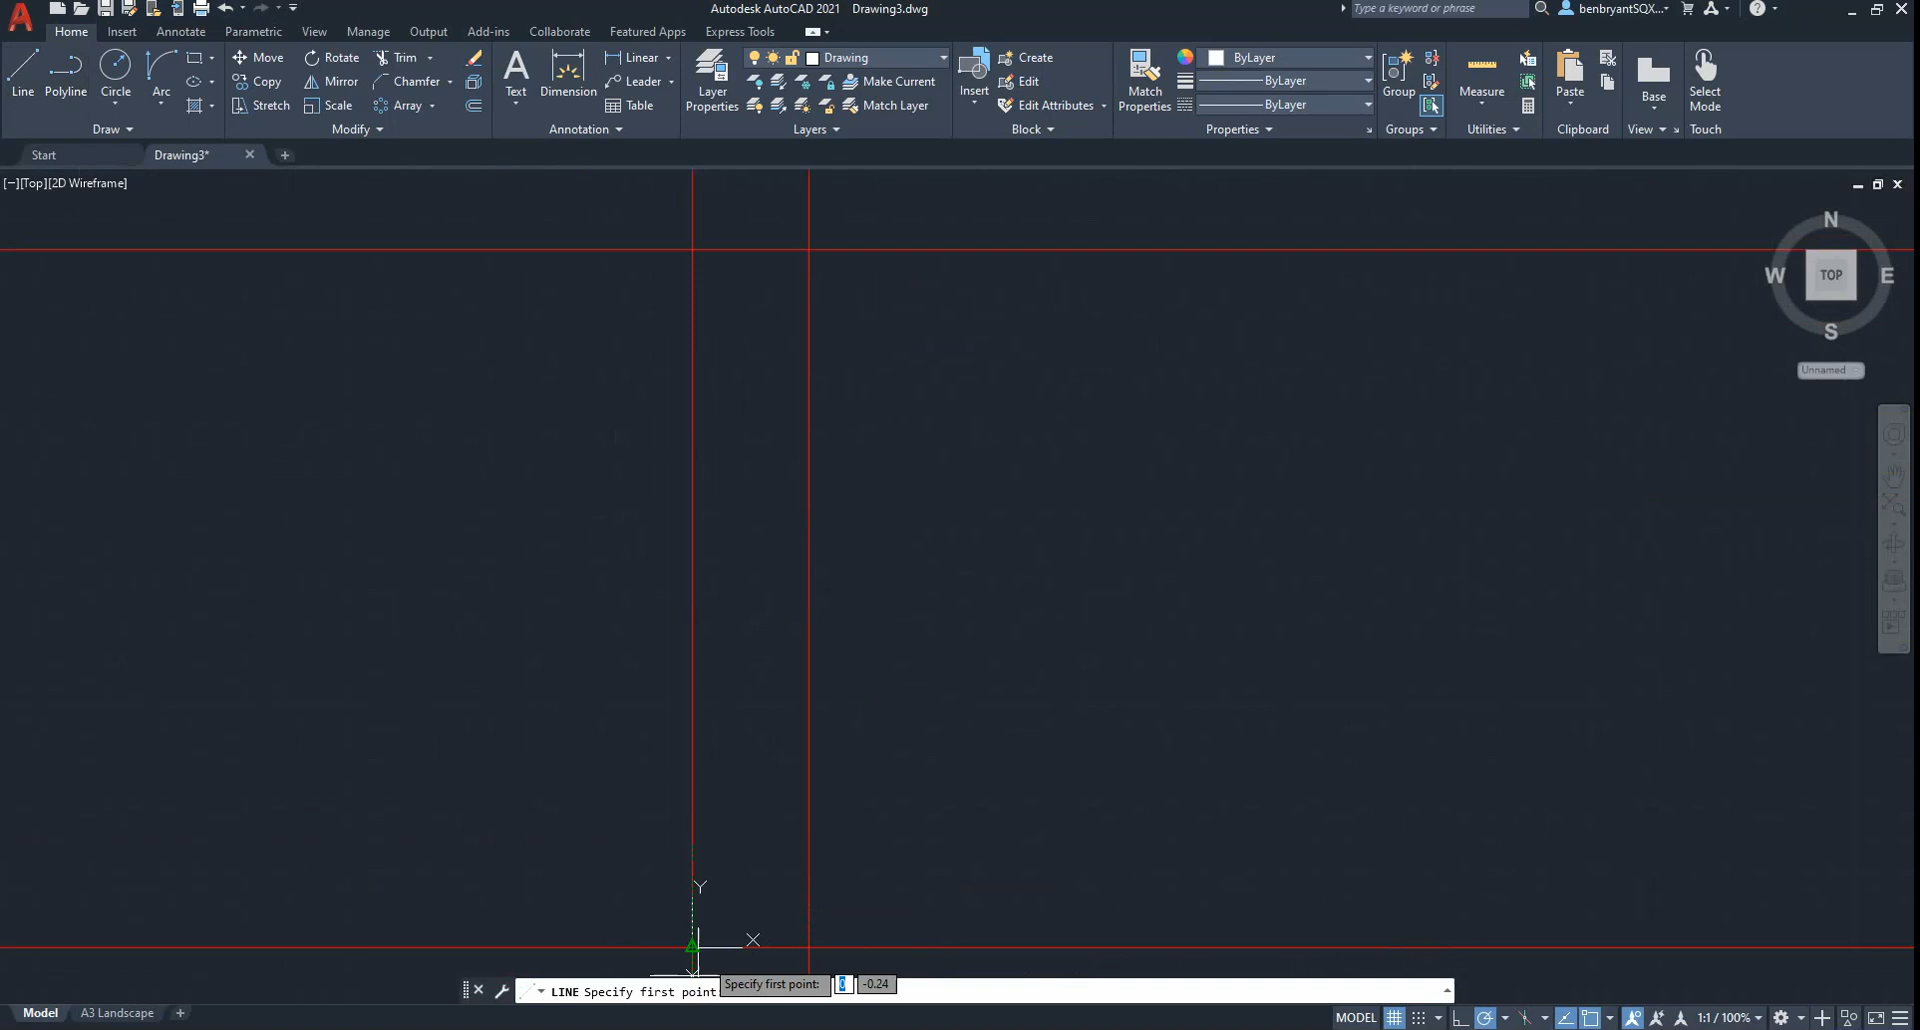 Autodesk AutoCAD 2021 Drawing3.dwg
Type a keyword or phrase
benbryantSQX...
Home Insert Annotate Parametric View Manage Output Add-ins Collaborate Featured Apps Express Tools
Line Polyline Circle Arc
Draw
Move Rotate Trim
Copy Mirror Chamfer
Stretch Scale Array
Modify
Text Dimension
Linear
Leader
Table
Annotation
Layer Properties
Drawing
Make Current
Match Layer
Layers
Insert
Create
Edit
Edit Attributes
Block
Match Properties
ByLayer
ByLayer
ByLayer
Properties
Group
Groups
Measure
Utilities
Paste
Clipboard
Base
View
Select Mode
Touch
Start Drawing3*
[−][Top][2D Wireframe]
N
W TOP E
S
Unnamed
Y
X
Specify first point: 0 -0.24
LINE Specify first point:
Model A3 Landscape
MODEL 1:1 / 100%